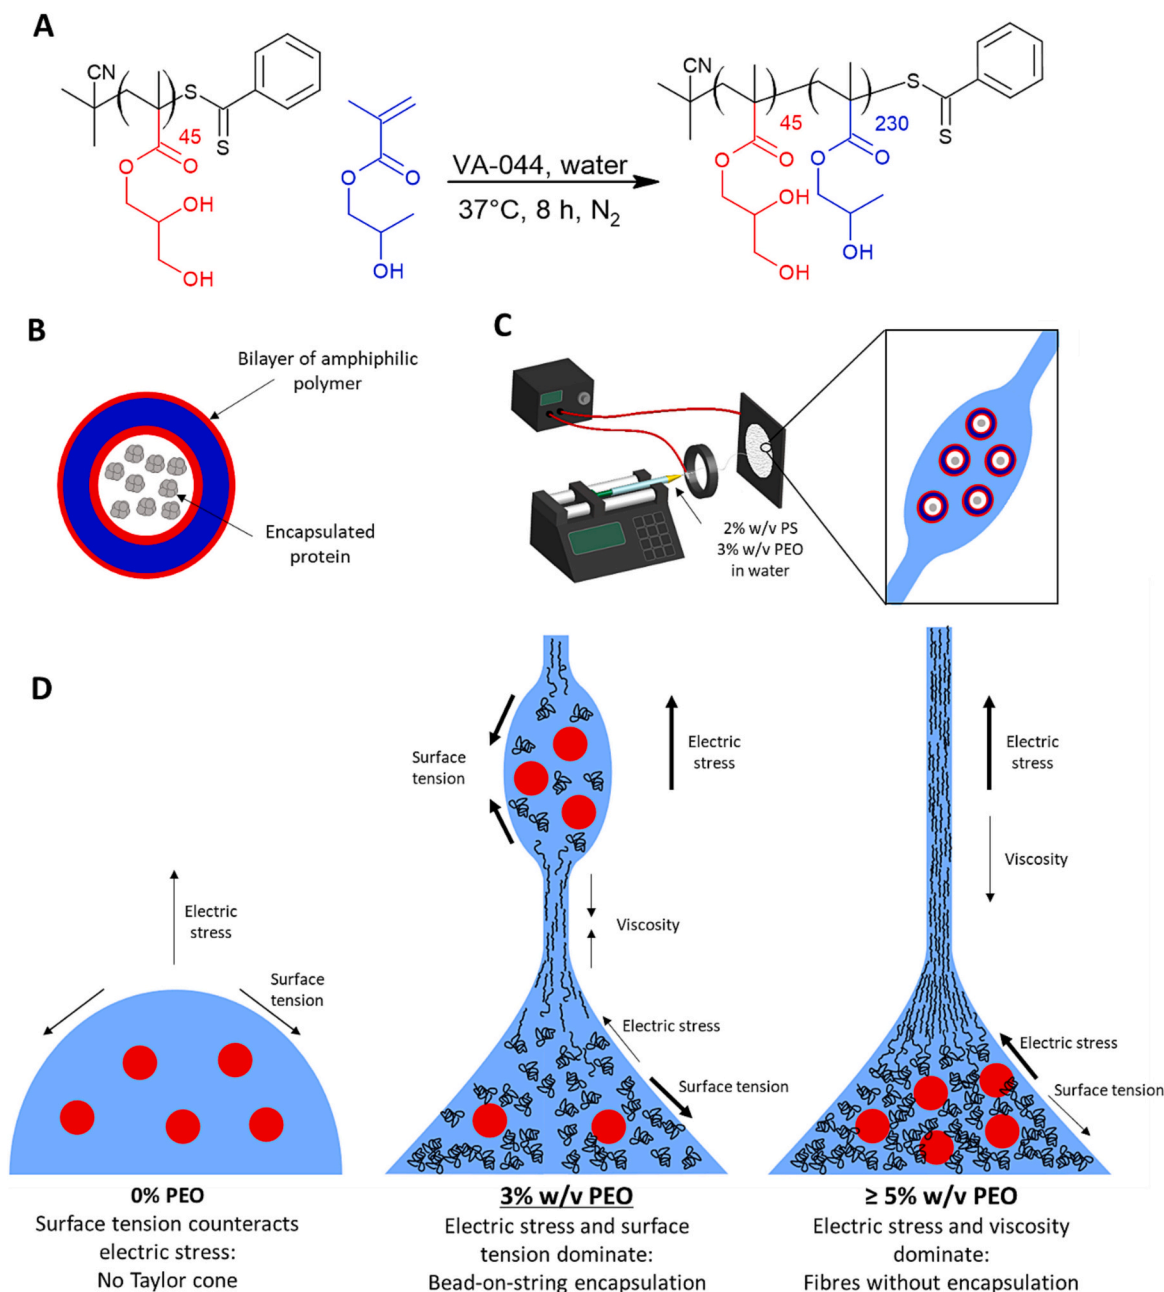 A
CN
S
S
45
O
O
OH
OH
O
O
OH
VA-044, water
37°C, 8 h, N2
CN
S
S
45
230
O
O
OH
OH
O
O
OH
B
Bilayer of amphiphilic
polymer
Encapsulated
protein
C
2% w/v PS
3% w/v PEO
in water
D
Electric
stress
Surface
tension
0% PEO
Surface tension counteracts
electric stress:
No Taylor cone
Surface
tension
Electric
stress
Viscosity
Electric stress
Surface tension
3% w/v PEO
Electric stress and surface
tension dominate:
Bead-on-string encapsulation
Electric
stress
Viscosity
Electric stress
Surface tension
≥ 5% w/v PEO
Electric stress and viscosity
dominate:
Fibres without encapsulation